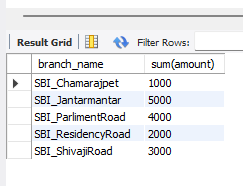 Result Grid Filter Rows:
branch_name sum(amount)
SBI_Chamarajpet 1000
SBI_Jantarmantar 5000
SBI_ParlimentRoad 4000
SBI_ResidencyRoad 2000
SBI_ShivajiRoad 3000